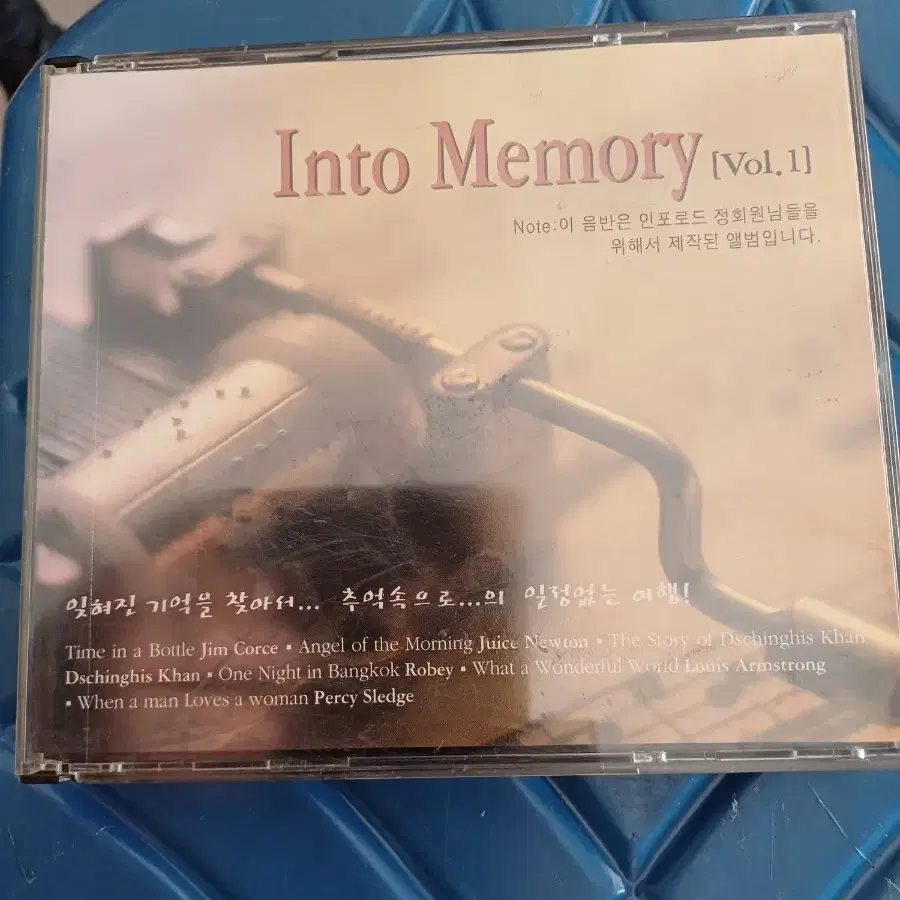 Into Memory [Vol.1]
Note:이 음반은 인포로드 정회원님들을
위해서 제작된 앨범입니다.
잊혀진 기억을 찾아서... 추억속으로...의 일정없는 여행!
Time in a Bottle Jim Corce ▪ Angel of the Morning Juice Newton ▪ The Story of Dschinghis Khan
Dschinghis Khan ▪ One Night in Bangkok Robey ▪ What a Wonderful World Louis Armstrong
▪ When a man Loves a woman Percy Sledge